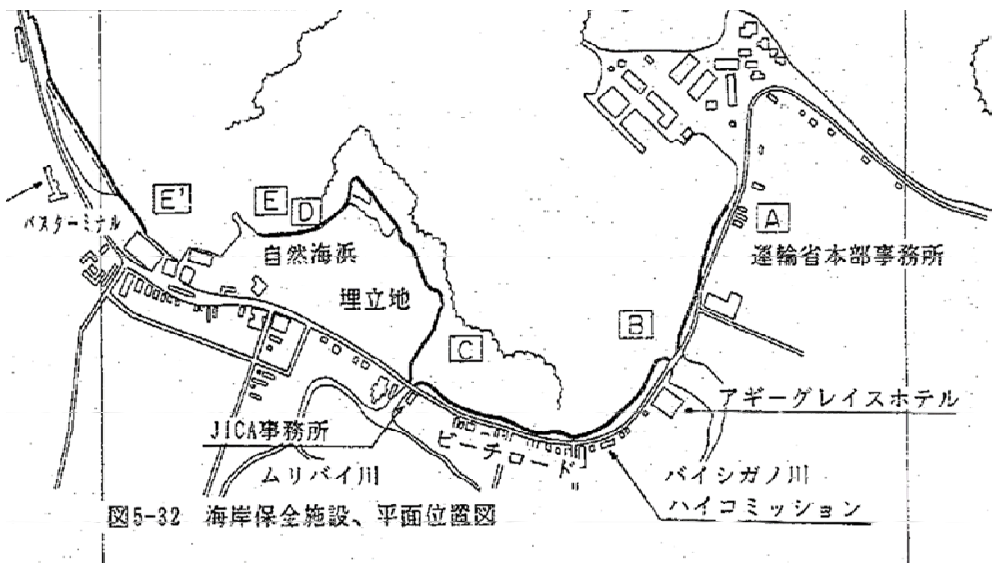 E'
E
D
バスターミナル
自然海浜
A
運輸省本部事務所
埋立地
B
C
アギーグレイスホテル
JICA事務所
ビーチロード
ムリバイ川
バイシガノ川
ハイコミッション
図5-32 海岸保全施設、平面位置図